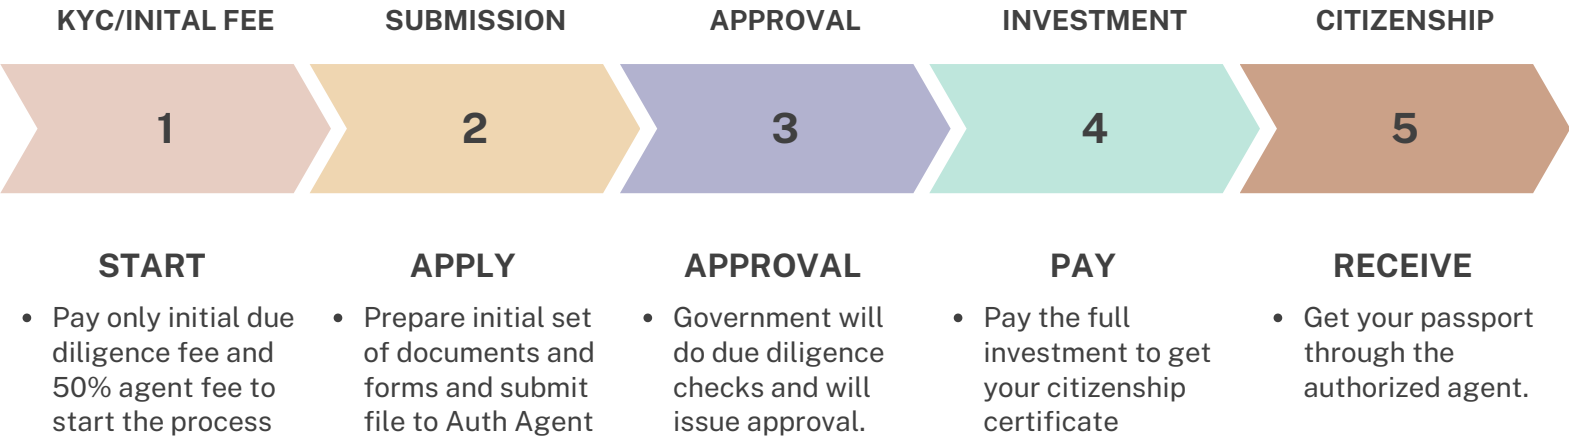 KYC/INITAL FEE
SUBMISSION
APPROVAL
INVESTMENT
CITIZENSHIP
1
2
3
4
5
START
• Pay only initial due
diligence fee and
50% agent fee to
start the process
APPLY
• Prepare initial set
of documents and
forms and submit
file to Auth Agent
APPROVAL
• Government will
do due diligence
checks and will
issue approval.
PAY
• Pay the full
investment to get
your citizenship
certificate
RECEIVE
• Get your passport
through the
authorized agent.